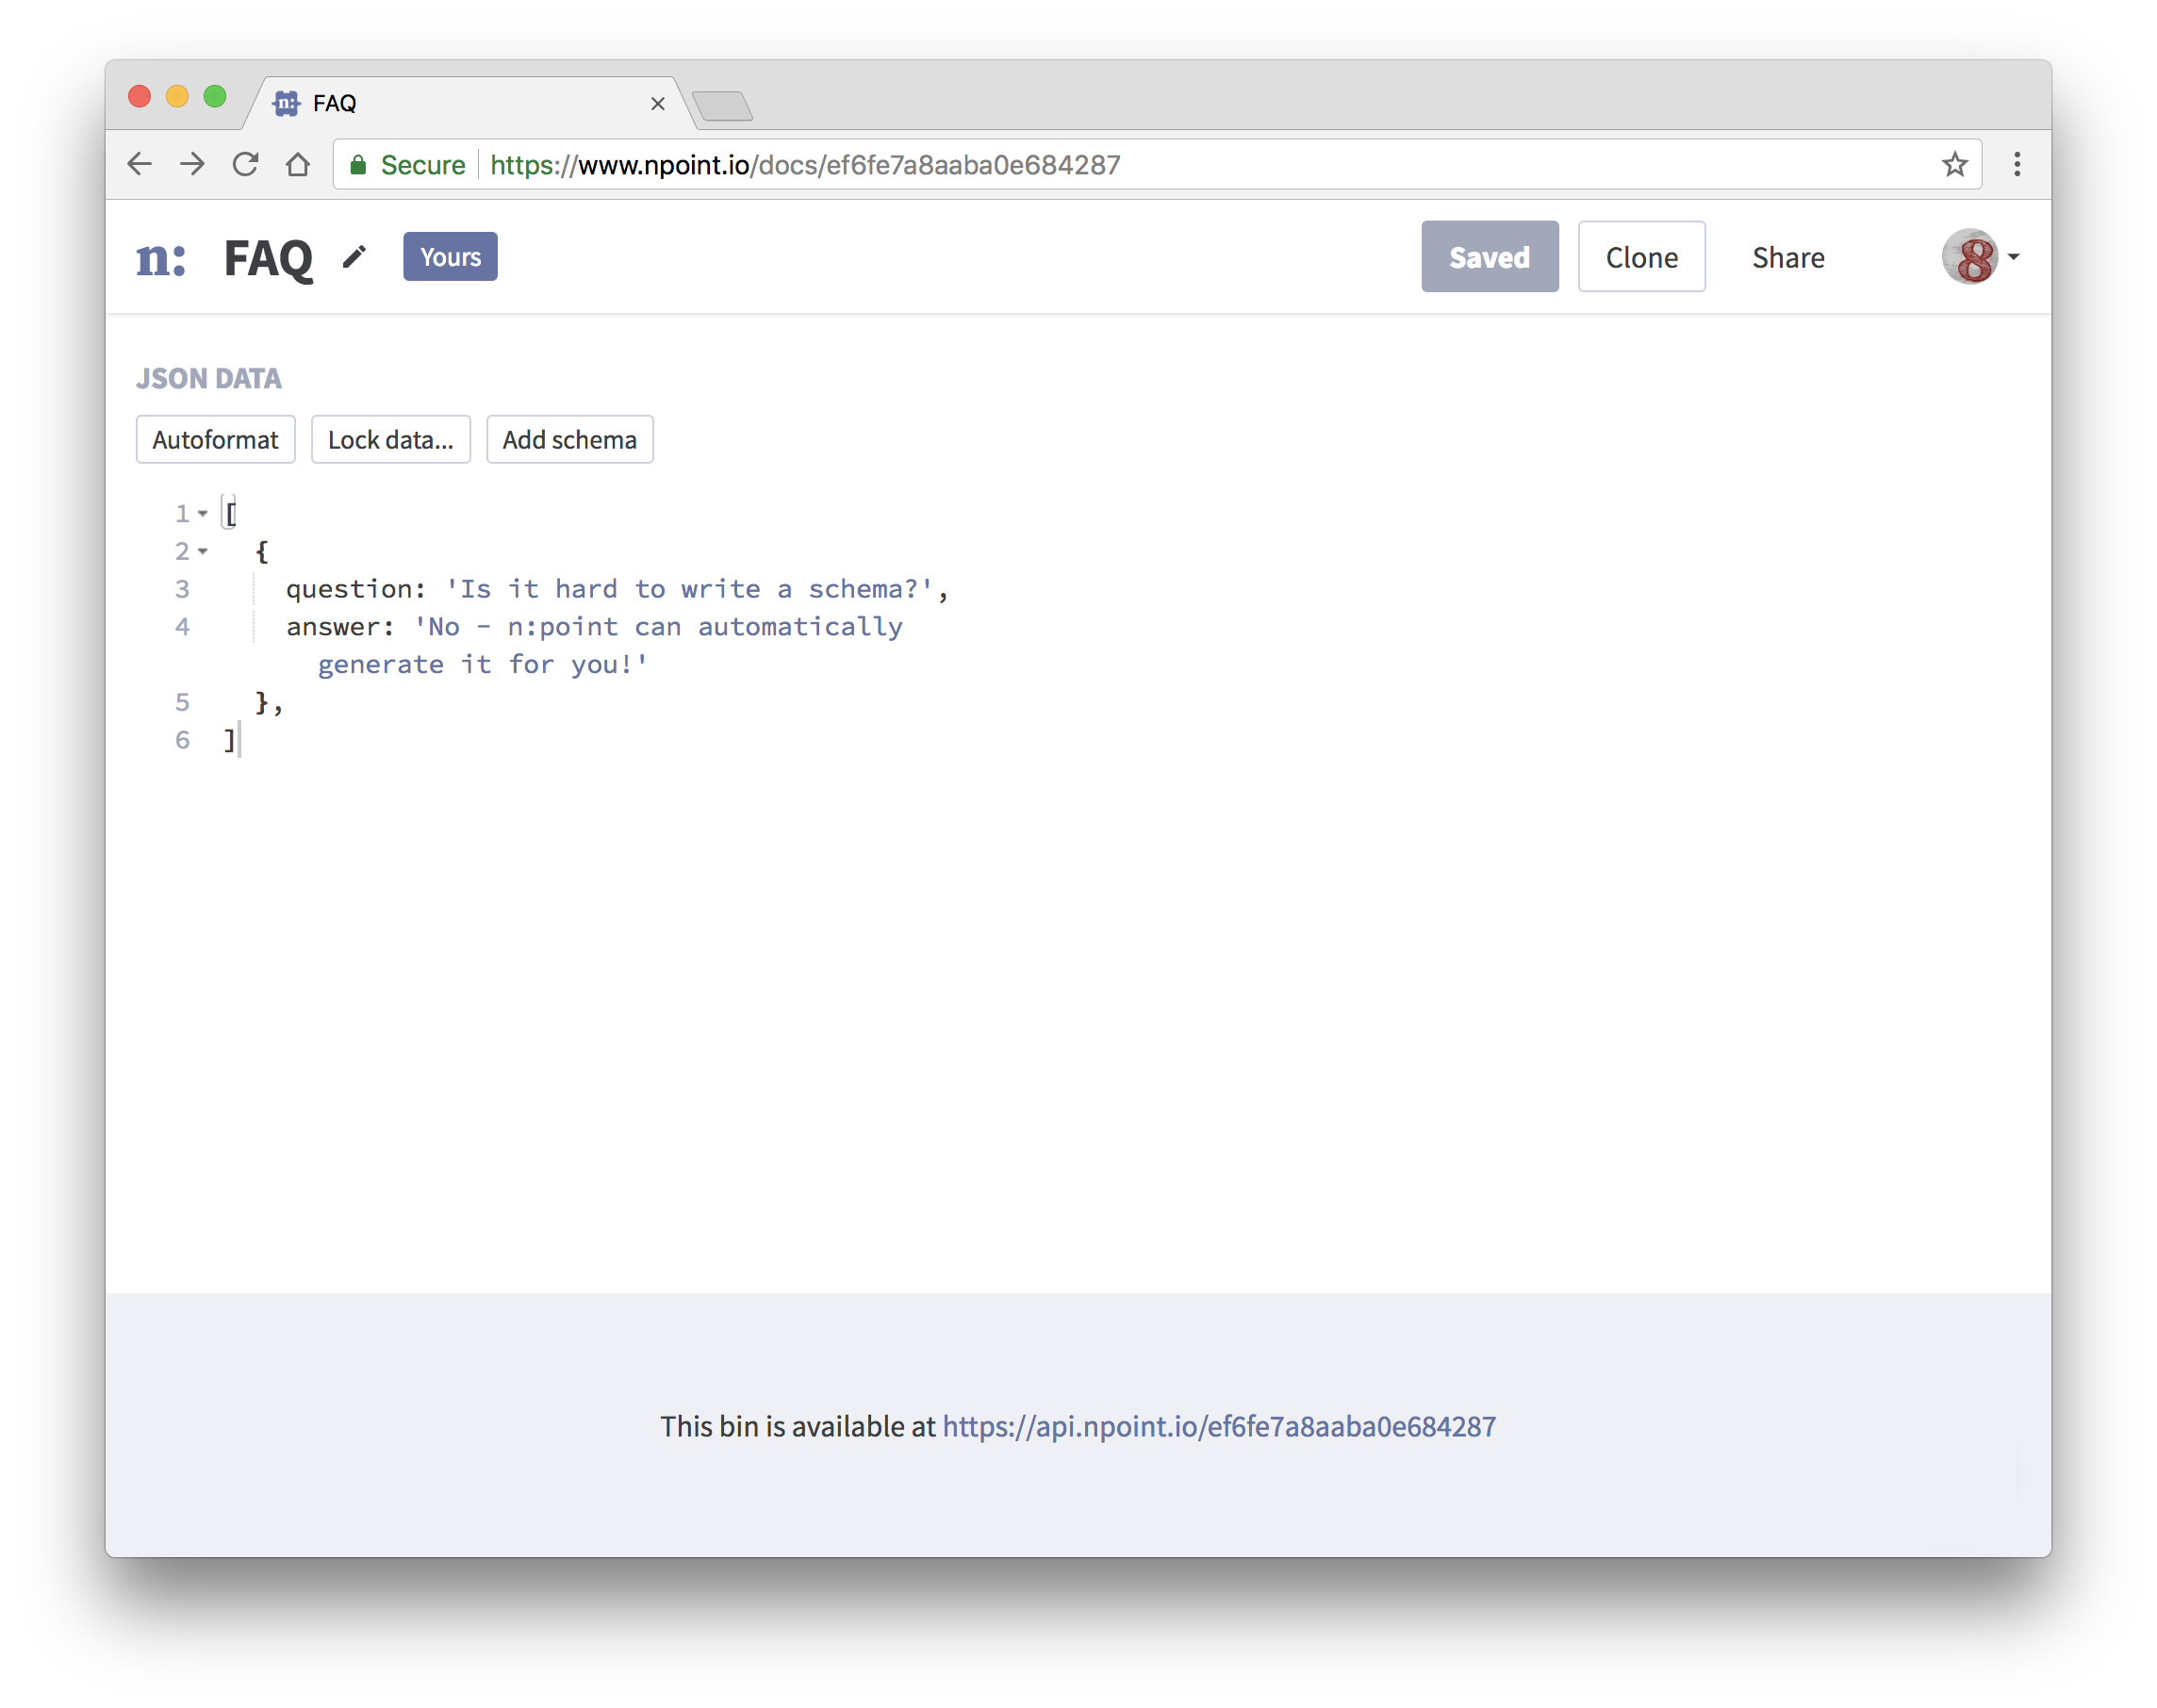 n: FAQ
Secure https://www.npoint.io/docs/ef6fe7a8aaba0e684287
n: FAQ Yours Saved Clone Share 8
JSON DATA
Autoformat Lock data... Add schema
1 [
2 {
3 question: 'Is it hard to write a schema?',
4 answer: 'No - n:point can automatically
generate it for you!'
5 },
6 ]
This bin is available at https://api.npoint.io/ef6fe7a8aaba0e684287